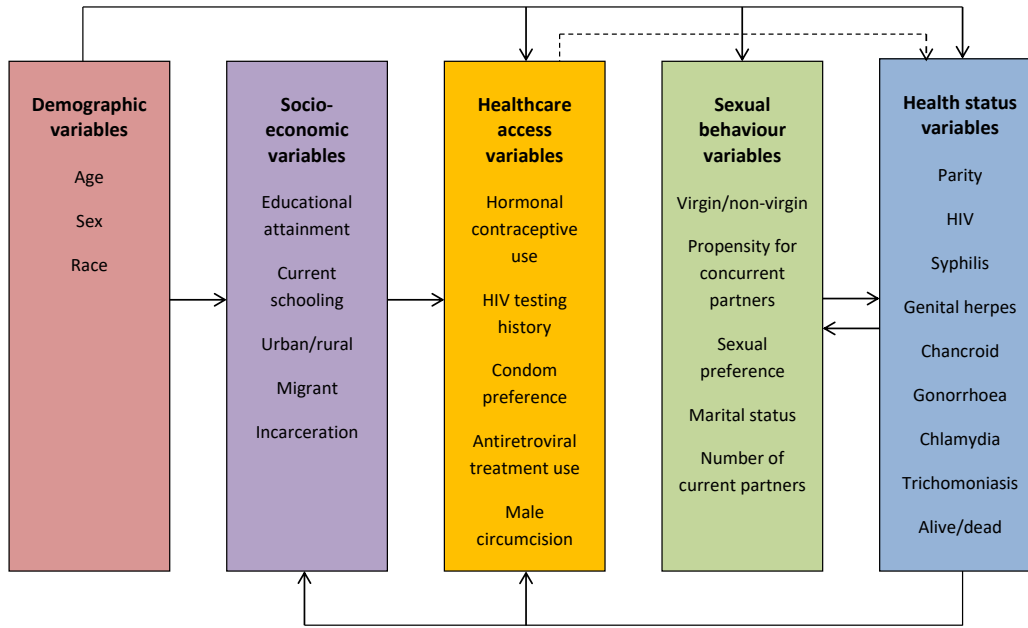 Demographic
variables
Age
Sex
Race
Socio-
economic
variables
Educational
attainment
Current
schooling
Urban/rural
Migrant
Incarceration
Healthcare
access
variables
Hormonal
contraceptive
use
HIV testing
history
Condom
preference
Antiretroviral
treatment use
Male
circumcision
Sexual
behaviour
variables
Virgin/non-virgin
Propensity for
concurrent
partners
Sexual
preference
Marital status
Number of
current partners
Health status
variables
Parity
HIV
Syphilis
Genital herpes
Chancroid
Gonorrhoea
Chlamydia
Trichomoniasis
Alive/dead